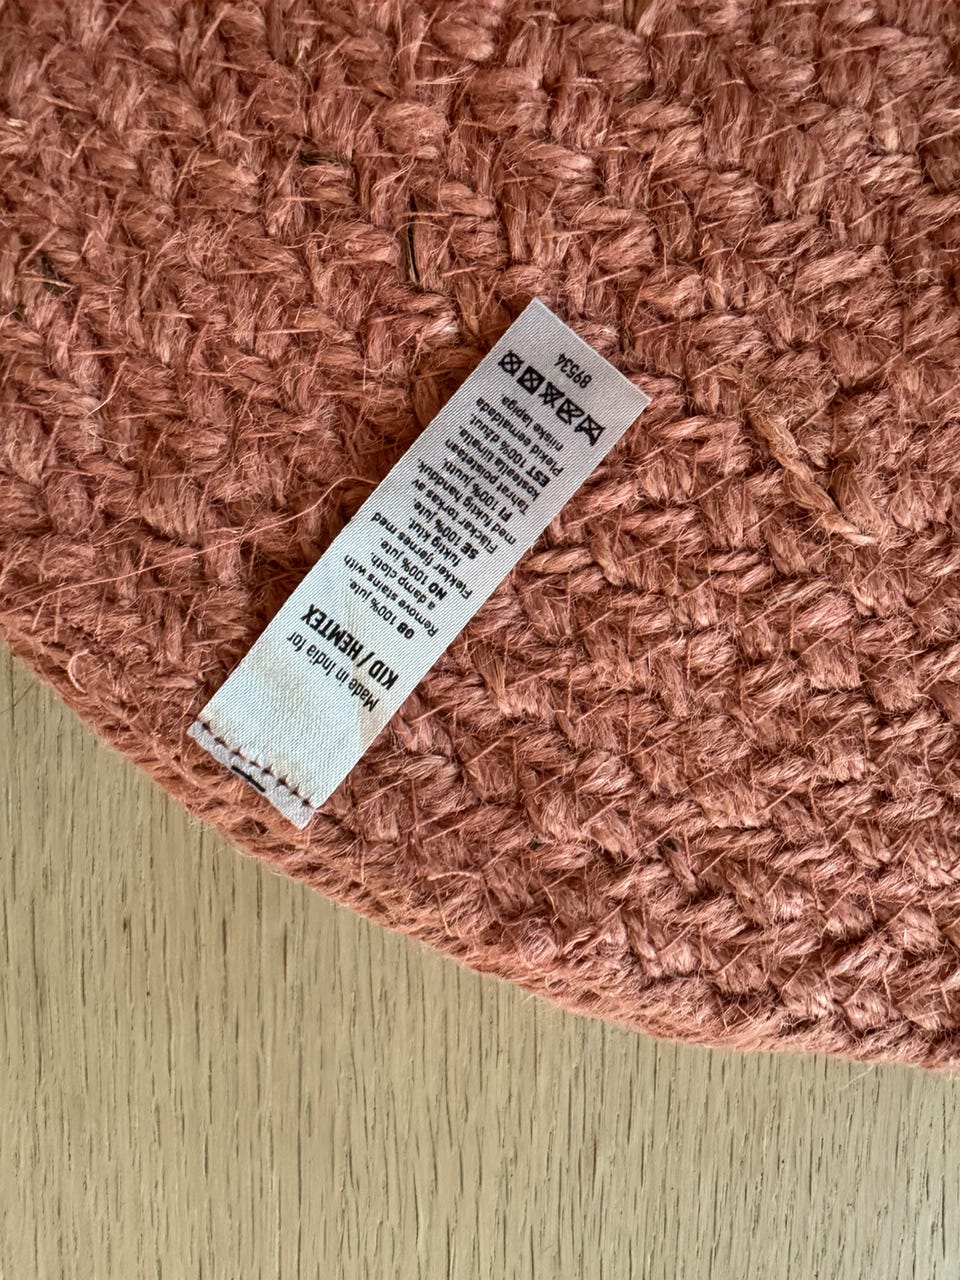 Made in India for
KID / HEMTEX
GB 100% jute.
Remove stains with
a damp cloth.
NO 100% jute.
Flekker fjernes med
fuktig klut.
SE 100% jute.
Fläckar torkas av
med fuktig handduk.
FI 100% juutti.
Tahrat poistetaan
kostealla liinalla.
EST 100% džuut.
Plekid eemaldada
niiske lapiga.
89534